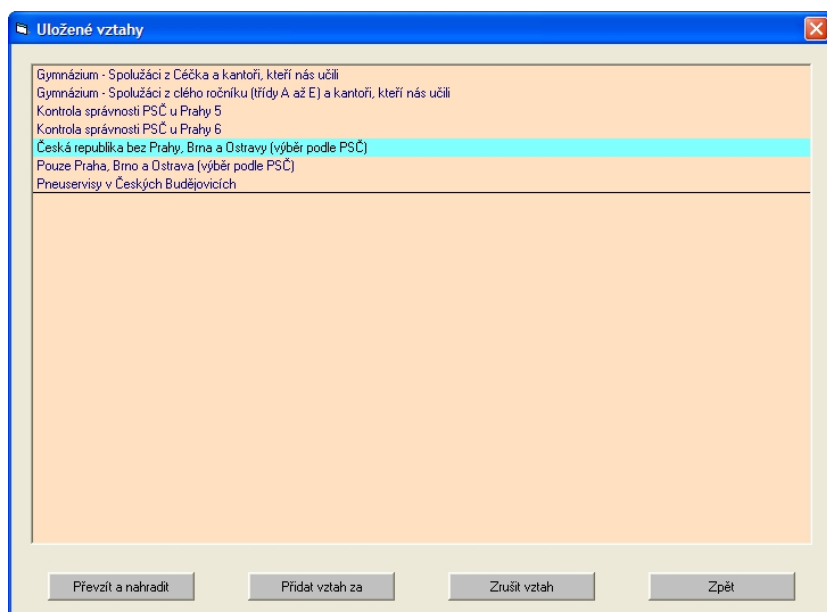 Uložené vztahy
Gymnázium - Spolužáci z Céčka a kantoři, kteří nás učili
Gymnázium - Spolužáci z clého ročníku (třídy A až E) a kantoři, kteří nás učili
Kontrola správnosti PSČ u Prahy 5
Kontrola správnosti PSČ u Prahy 6
Česká republika bez Prahy, Brna a Ostravy (výběr podle PSČ)
Pouze Praha, Brno a Ostrava (výběr podle PSČ)
Pneuservisy v Českých Budějovicích
Převzít a nahradit
Přidat vztah za
Zrušit vztah
Zpět